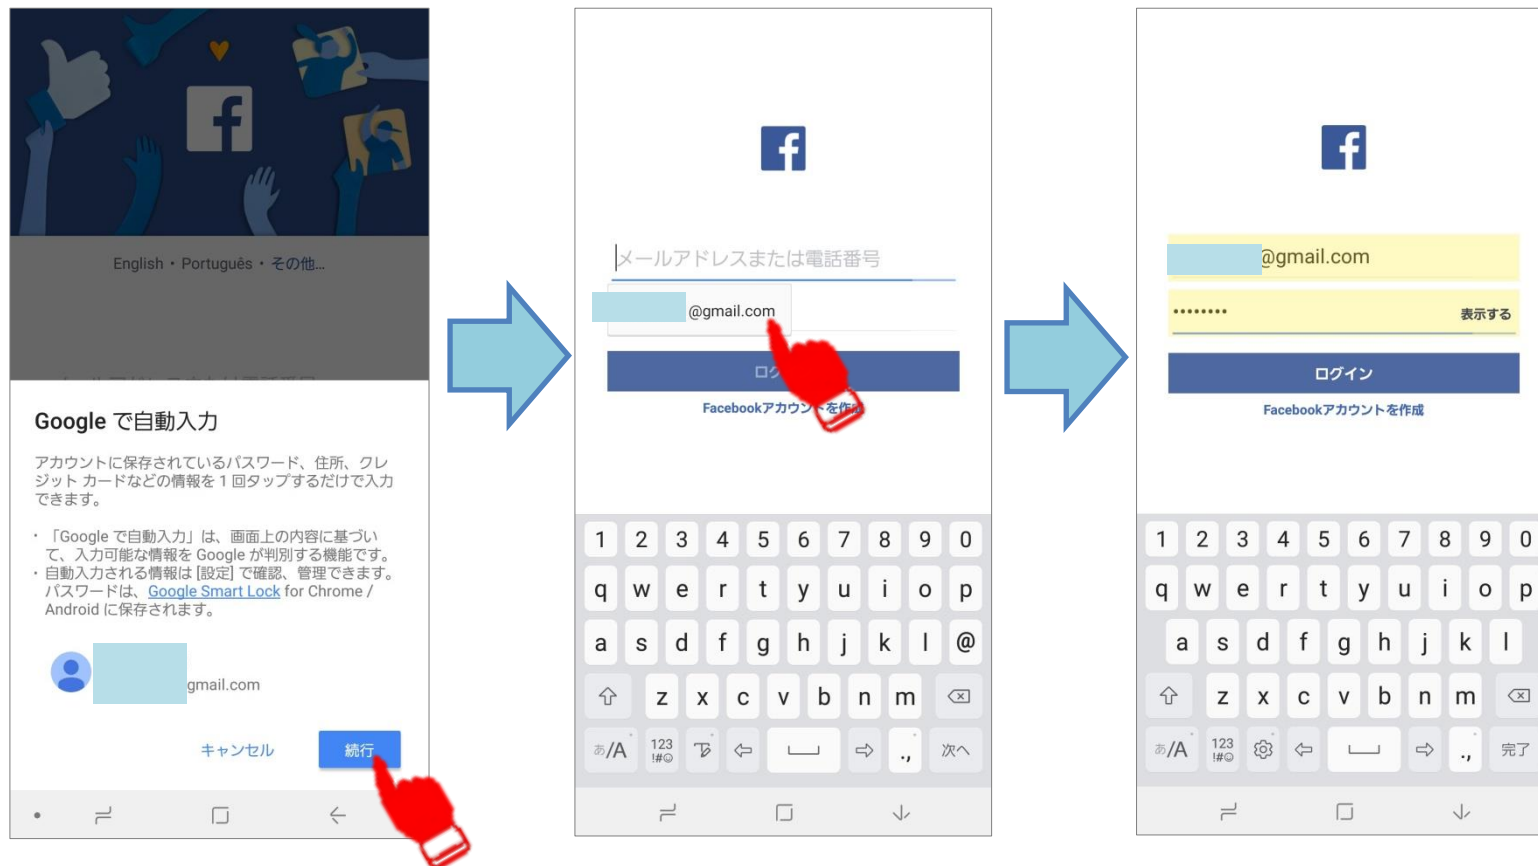 English・Português・その他...
Google で自動入力
アカウントに保存されているパスワード、住所、クレ
ジット カードなどの情報を 1 回タップするだけで入力
できます。
・「Google で自動入力」は、画面上の内容に基づい
て、入力可能な情報を Google が判別する機能です。
・自動入力される情報は [設定] で確認、管理できます。
パスワードは、Google Smart Lock for Chrome /
Android に保存されます。
gmail.com
キャンセル 続行
メールアドレスまたは電話番号
@gmail.com
Facebookアカウントを作成
1 2 3 4 5 6 7 8 9 0
q w e r t y u i o p
a s d f g h j k l @
z x c v b n m
あ/A 123 !#☺ ., 次へ
@gmail.com
•••••••• 表示する
ログイン
Facebookアカウントを作成
1 2 3 4 5 6 7 8 9 0
q w e r t y u i o p
a s d f g h j k l
z x c v b n m
あ/A 123 !#☺ ., 完了